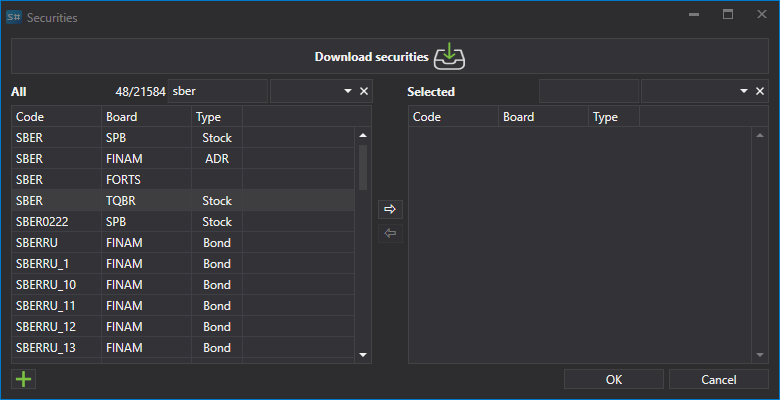 S# Securities
Download securities
All 48/21584 sber
Selected
Code Board Type
SBER SPB Stock
SBER FINAM ADR
SBER FORTS
SBER TQBR Stock
SBER0222 SPB Stock
SBERRU FINAM Bond
SBERRU_1 FINAM Bond
SBERRU_10 FINAM Bond
SBERRU_11 FINAM Bond
SBERRU_12 FINAM Bond
SBERRU_13 FINAM Bond
Code Board Type
OK Cancel